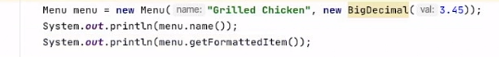 Menu menu = new Menu( name: "Grilled Chicken", new BigDecimal( val: 3.45));
System.out.println(menu.name());
System.out.println(menu.getFormattedItem());